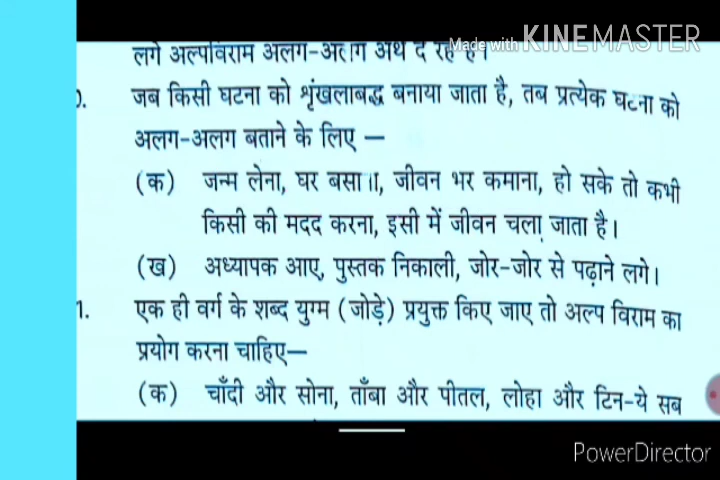 लगे अल्पविराम अलग-अलग अर्थ दे रहे हैं।
Made with KINEMASTER
0. जब किसी घटना को शृंखलाबद्ध बनाया जाता है, तब प्रत्येक घटना को
अलग-अलग बताने के लिए –
(क) जन्म लेना, घर बसाना, जीवन भर कमाना, हो सके तो कभी
किसी की मदद करना, इसी में जीवन चला जाता है।
(ख) अध्यापक आए, पुस्तक निकाली, जोर-जोर से पढ़ाने लगे।
1. एक ही वर्ग के शब्द युग्म (जोड़े) प्रयुक्त किए जाए तो अल्प विराम का
प्रयोग करना चाहिए–
(क) चाँदी और सोना, ताँबा और पीतल, लोहा और टिन-ये सब
PowerDirector